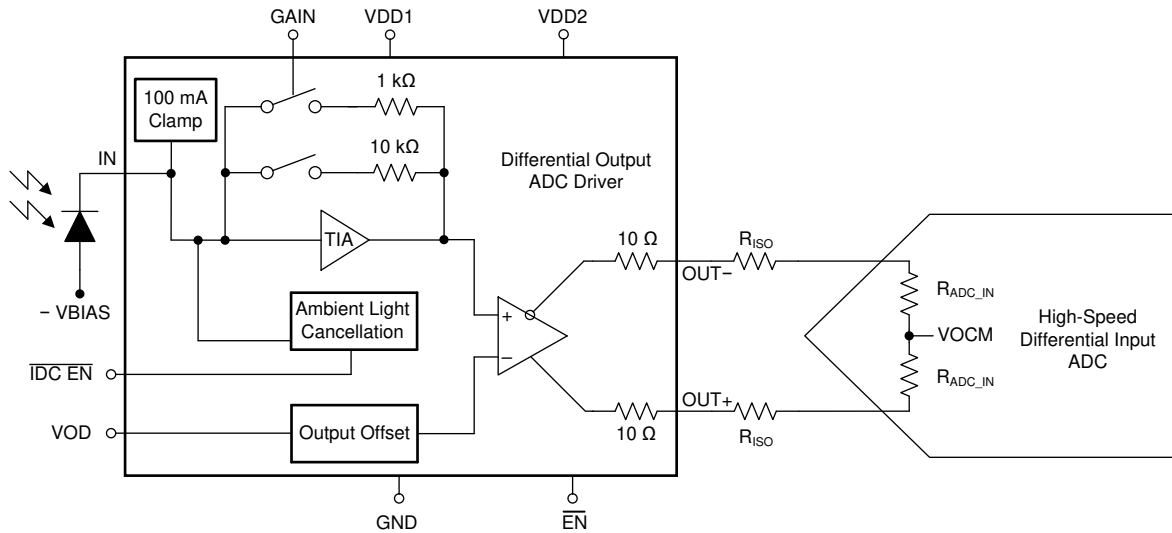 GAIN
VDD1
VDD2
100 mA
Clamp
1 kΩ
10 kΩ
IN
Differential Output
ADC Driver
TIA
10 Ω
OUT−
RISO
RADC_IN
− VBIAS
Ambient Light
Cancellation
+
−
VOCM
High-Speed
Differential Input
ADC
IDC EN
RADC_IN
OUT+
10 Ω
RISO
VOD
Output Offset
GND
EN